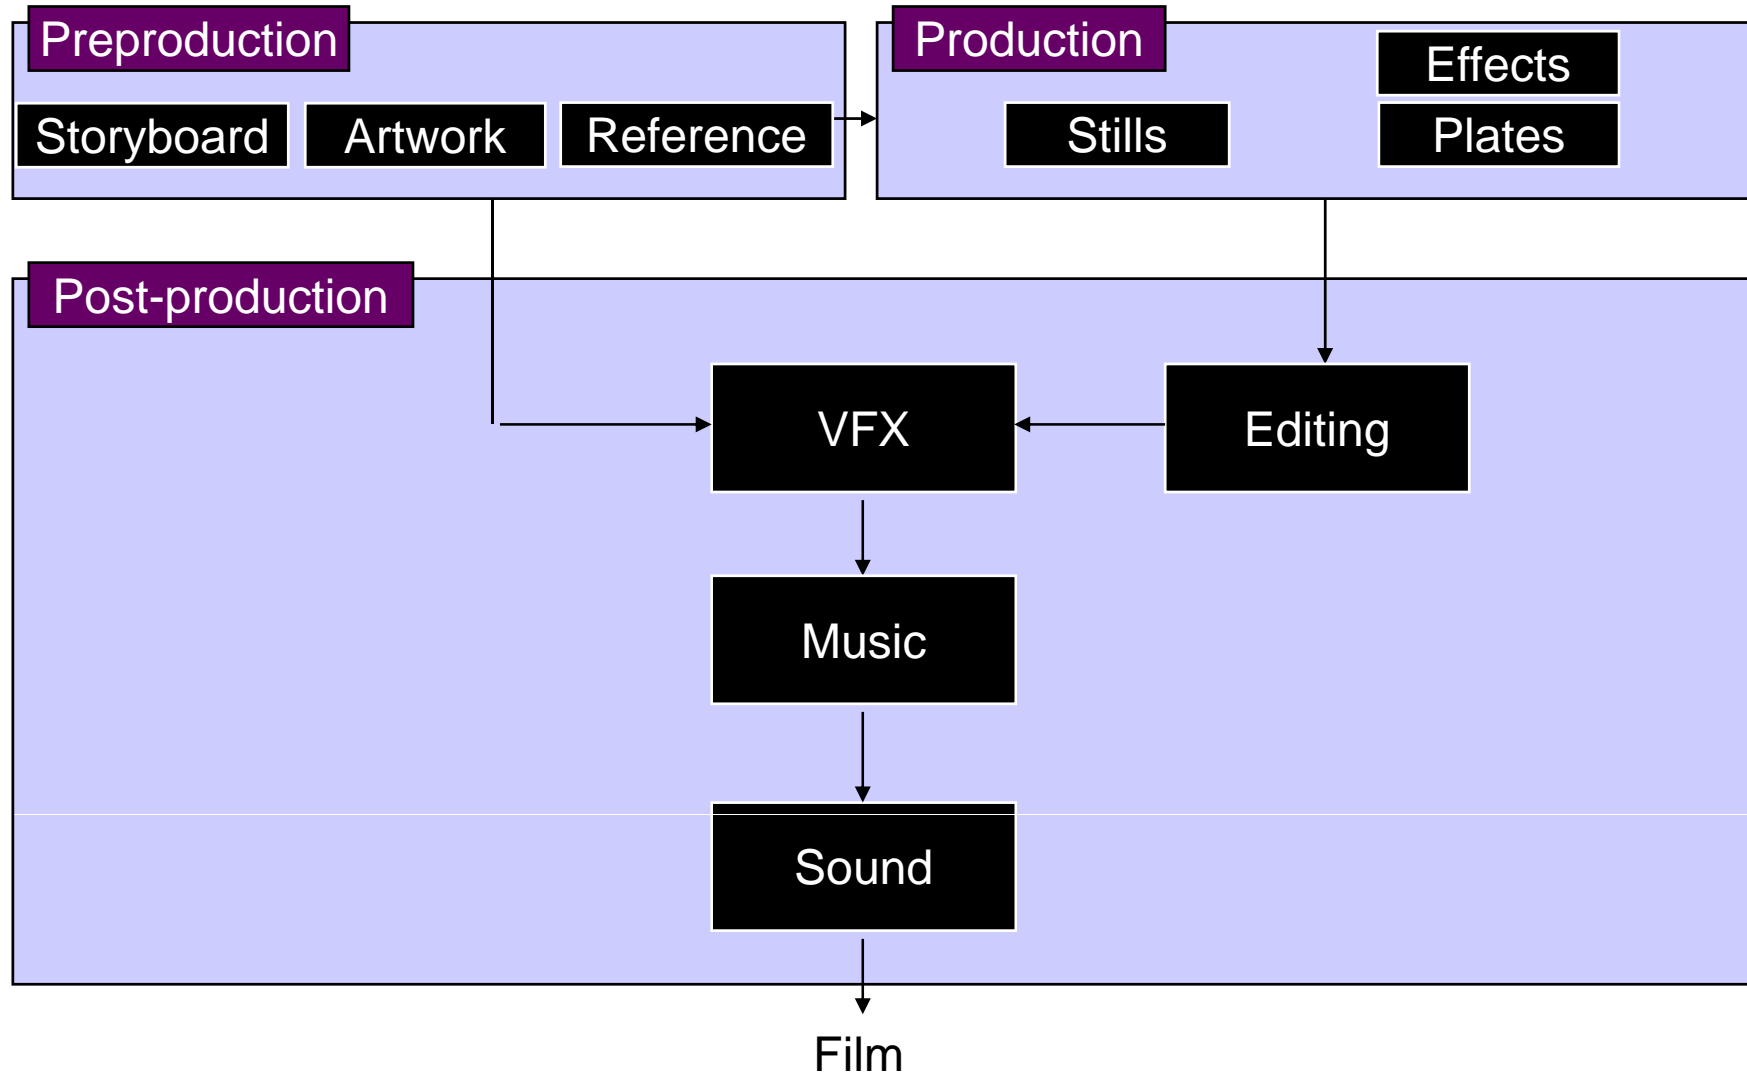 Preproduction
Storyboard
Artwork
Reference
Production
Effects
Stills
Plates
Post-production
VFX
Editing
Music
Sound
Film